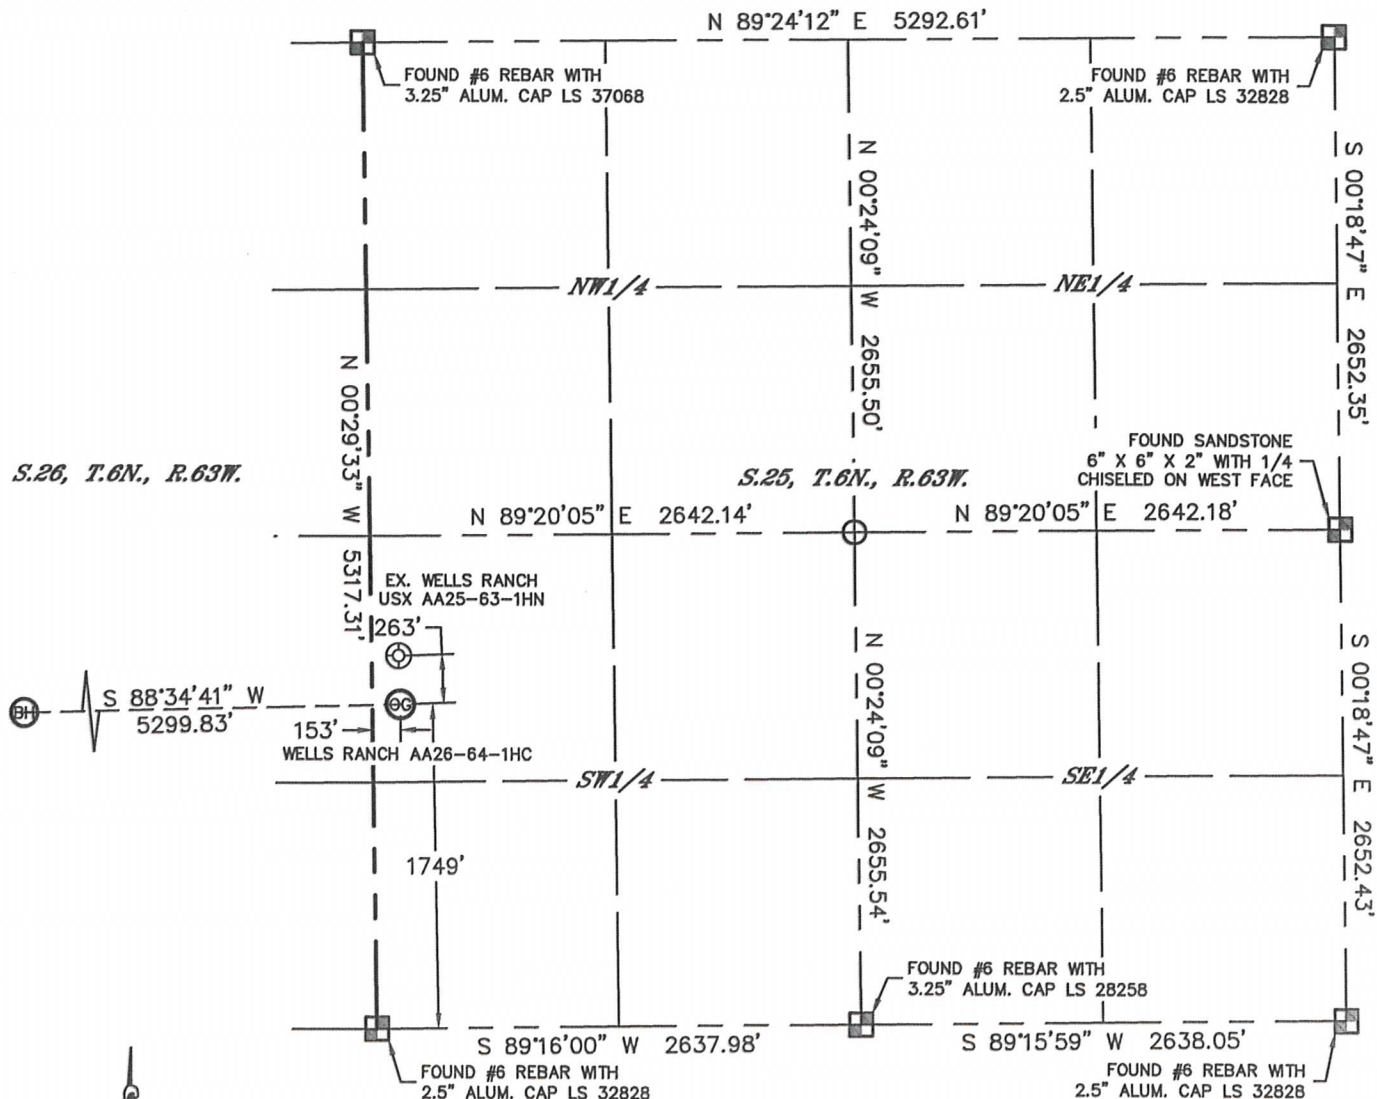 N 89°24'12" E 5292.61'
FOUND #6 REBAR WITH
3.25" ALUM. CAP LS 37068
FOUND #6 REBAR WITH
2.5" ALUM. CAP LS 32828
N 00°24'09" W 2655.50'
S 00°18'47" E 2652.35'
NW1/4
NE1/4
N 00°29'33" W 5317.31'
FOUND SANDSTONE
6" X 6" X 2" WITH 1/4
CHISELED ON WEST FACE
S.26, T.6N., R.63W.
S.25, T.6N., R.63W.
N 89°20'05" E 2642.14'
N 89°20'05" E 2642.18'
EX. WELLS RANCH
USX AA25-63-1HN
263'
N 00°24'09" W 2655.54'
S 00°18'47" E 2652.43'
BH
S 88°34'41" W
5299.83'
OG
153'
WELLS RANCH AA26-64-1HC
SW1/4
SE1/4
1749'
FOUND #6 REBAR WITH
3.25" ALUM. CAP LS 28258
S 89°16'00" W 2637.98'
S 89°15'59" W 2638.05'
FOUND #6 REBAR WITH
2.5" ALUM. CAP LS 32828
FOUND #6 REBAR WITH
2.5" ALUM. CAP LS 32828